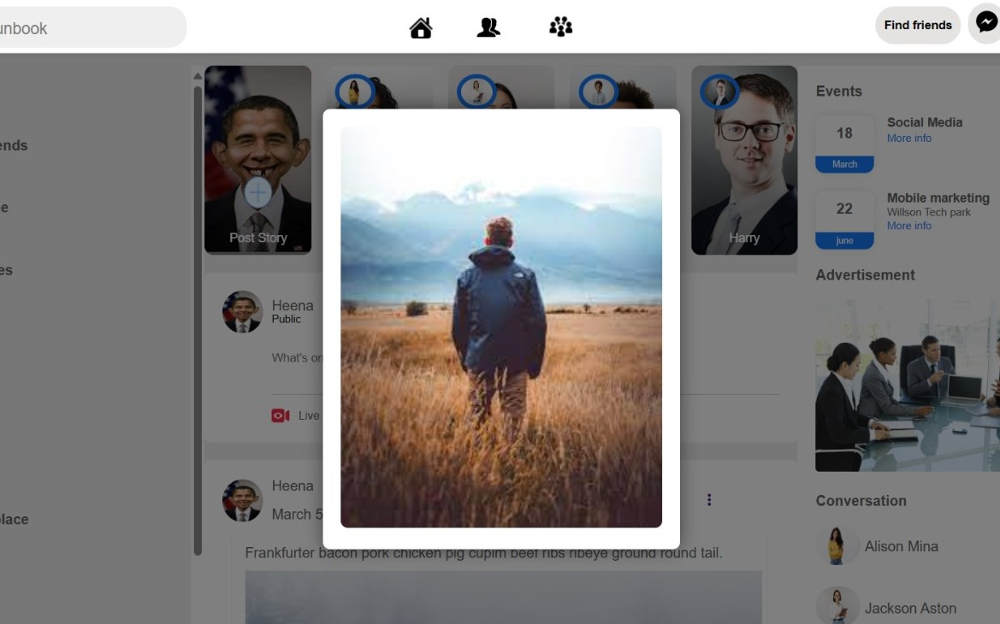 unbook
Find friends
ends
e
es
place
Post Story
Harry
Heena
Public
What's on
Live
Heena
March 5
Frankfurter bacon pork chicken pig cupim beef ribs ribeye ground round tail.
Events
18
March
Social Media
More info
22
june
Mobile marketing
Willson Tech park
More info
Advertisement
Conversation
Alison Mina
Jackson Aston